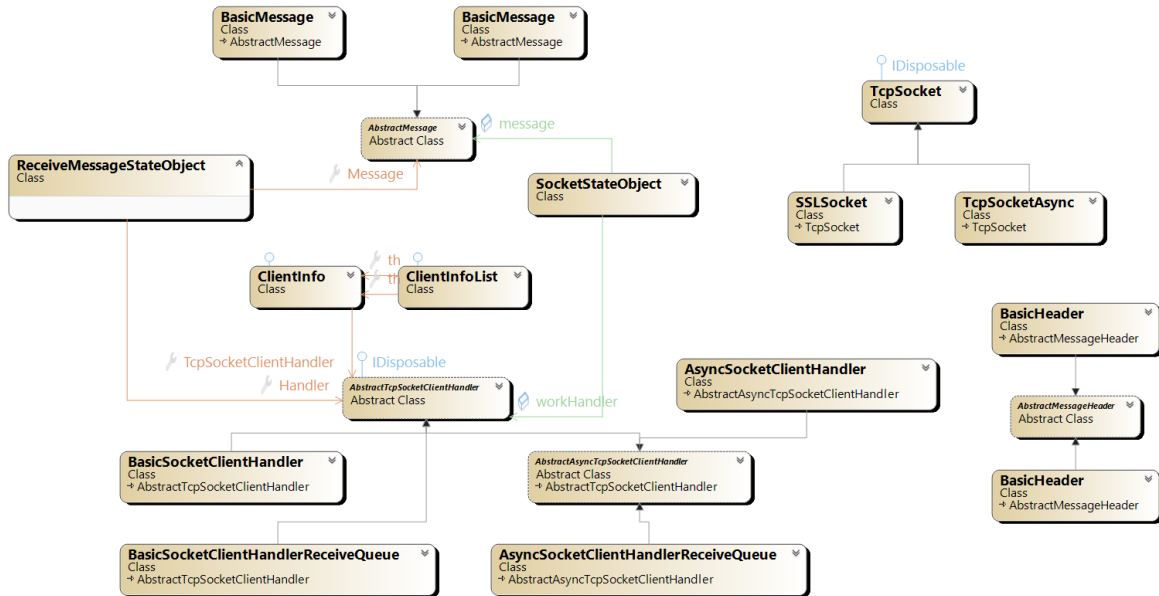 BasicMessage
Class
AbstractMessage
BasicMessage
Class
AbstractMessage
IDisposable
TcpSocket
Class
AbstractMessage
Abstract Class
message
ReceiveMessageStateObject
Class
Message
SocketStateObject
Class
SSLSocket
Class
TcpSocket
TcpSocketAsync
Class
TcpSocket
ClientInfo
Class
th
th
ClientInfoList
Class
BasicHeader
Class
AbstractMessageHeader
TcpSocketClientHandler
IDisposable
Handler
AbstractTcpSocketClientHandler
Abstract Class
workHandler
AsyncSocketClientHandler
Class
AbstractAsyncTcpSocketClientHandler
AbstractMessageHeader
Abstract Class
BasicSocketClientHandler
Class
AbstractTcpSocketClientHandler
AbstractAsyncTcpSocketClientHandler
Abstract Class
AbstractTcpSocketClientHandler
BasicHeader
Class
AbstractMessageHeader
BasicSocketClientHandlerReceiveQueue
Class
AbstractTcpSocketClientHandler
AsyncSocketClientHandlerReceiveQueue
Class
AbstractAsyncTcpSocketClientHandler